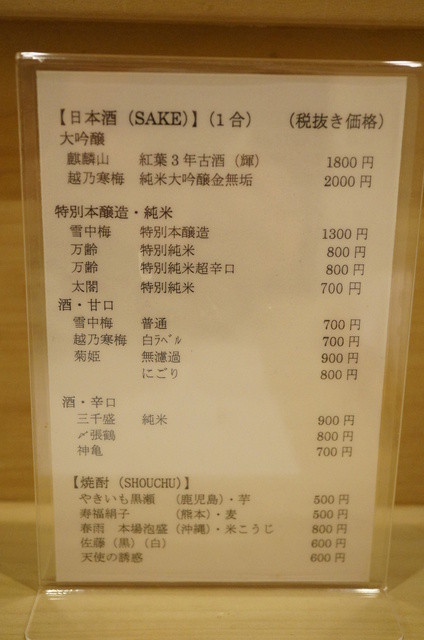 【日本酒（SAKE）】（1合）　（税抜き価格）
大吟醸
麒麟山　紅葉3年古酒（輝）　1800円
越乃寒梅　純米大吟醸金無垢　2000円
特別本醸造・純米
雪中梅　特別本醸造　1300円
万齢　特別純米　800円
万齢　特別純米超辛口　800円
太閤　特別純米　700円
酒・甘口
雪中梅　普通　700円
越乃寒梅　白ﾗﾍﾞﾙ　700円
菊姫　無濾過　900円
にごり　800円
酒・辛口
三千盛　純米　900円
〆張鶴　800円
神亀　700円
【焼酎（SHOUCHU）】
やきいも黒瀬　（鹿児島）・芋　500円
寿福絹子　（熊本）・麦　500円
春雨　本場泡盛（沖縄）・米こうじ　800円
佐藤（黒）（白）　600円
天使の誘惑　600円